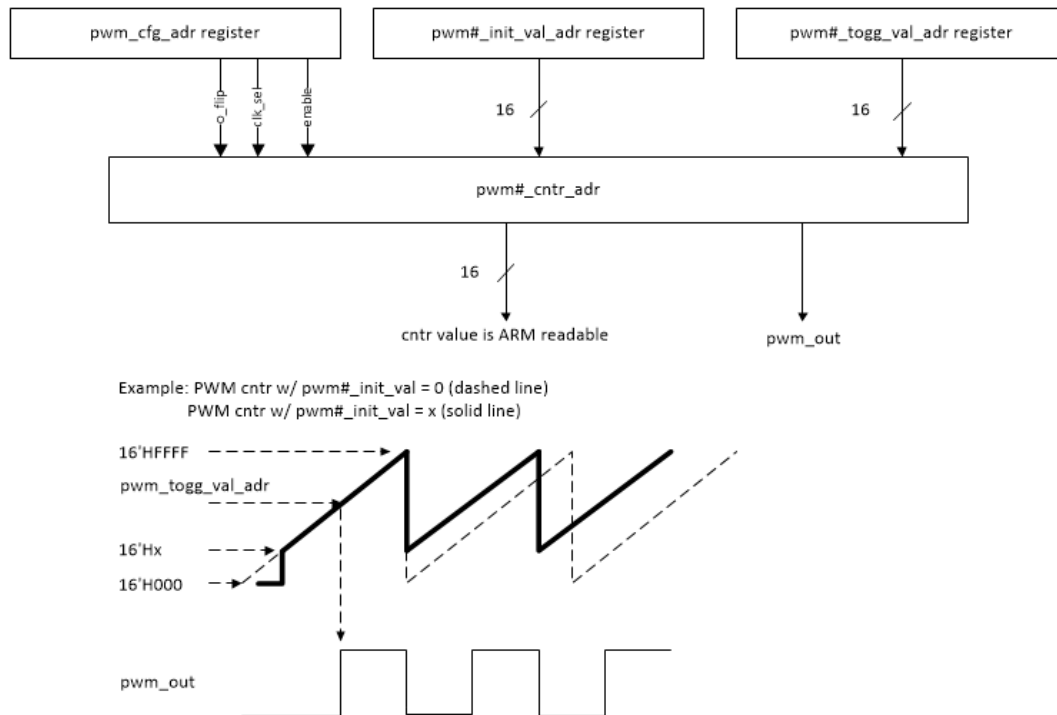 pwm_cfg_adr register
pwm#_init_val_adr register
pwm#_togg_val_adr register
o_flip
clk_sel
enable
16
16
pwm#_cntr_adr
16
cntr value is ARM readable
pwm_out
Example: PWM cntr w/ pwm#_init_val = 0 (dashed line)
PWM cntr w/ pwm#_init_val = x (solid line)
16'HFFFF
pwm_togg_val_adr
16'Hx
16'H000
pwm_out